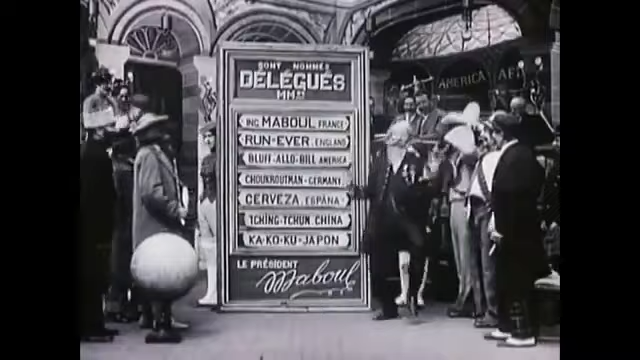 SONT NOMMÉS
DÉLÉGUÉS
MM.RS
ING. MABOUL, FRANCE
RUN-EVER, ENGLAND
BLUFF-ALLO-BILL AMERICA
CHOUKROUTMAN-GERMANY
CERVEZA, ESPAÑA
TCHING-TCHUN, CHINA
KA-KO-KU-JAPON
LE PRÉSIDENT
Maboul
AMERICA